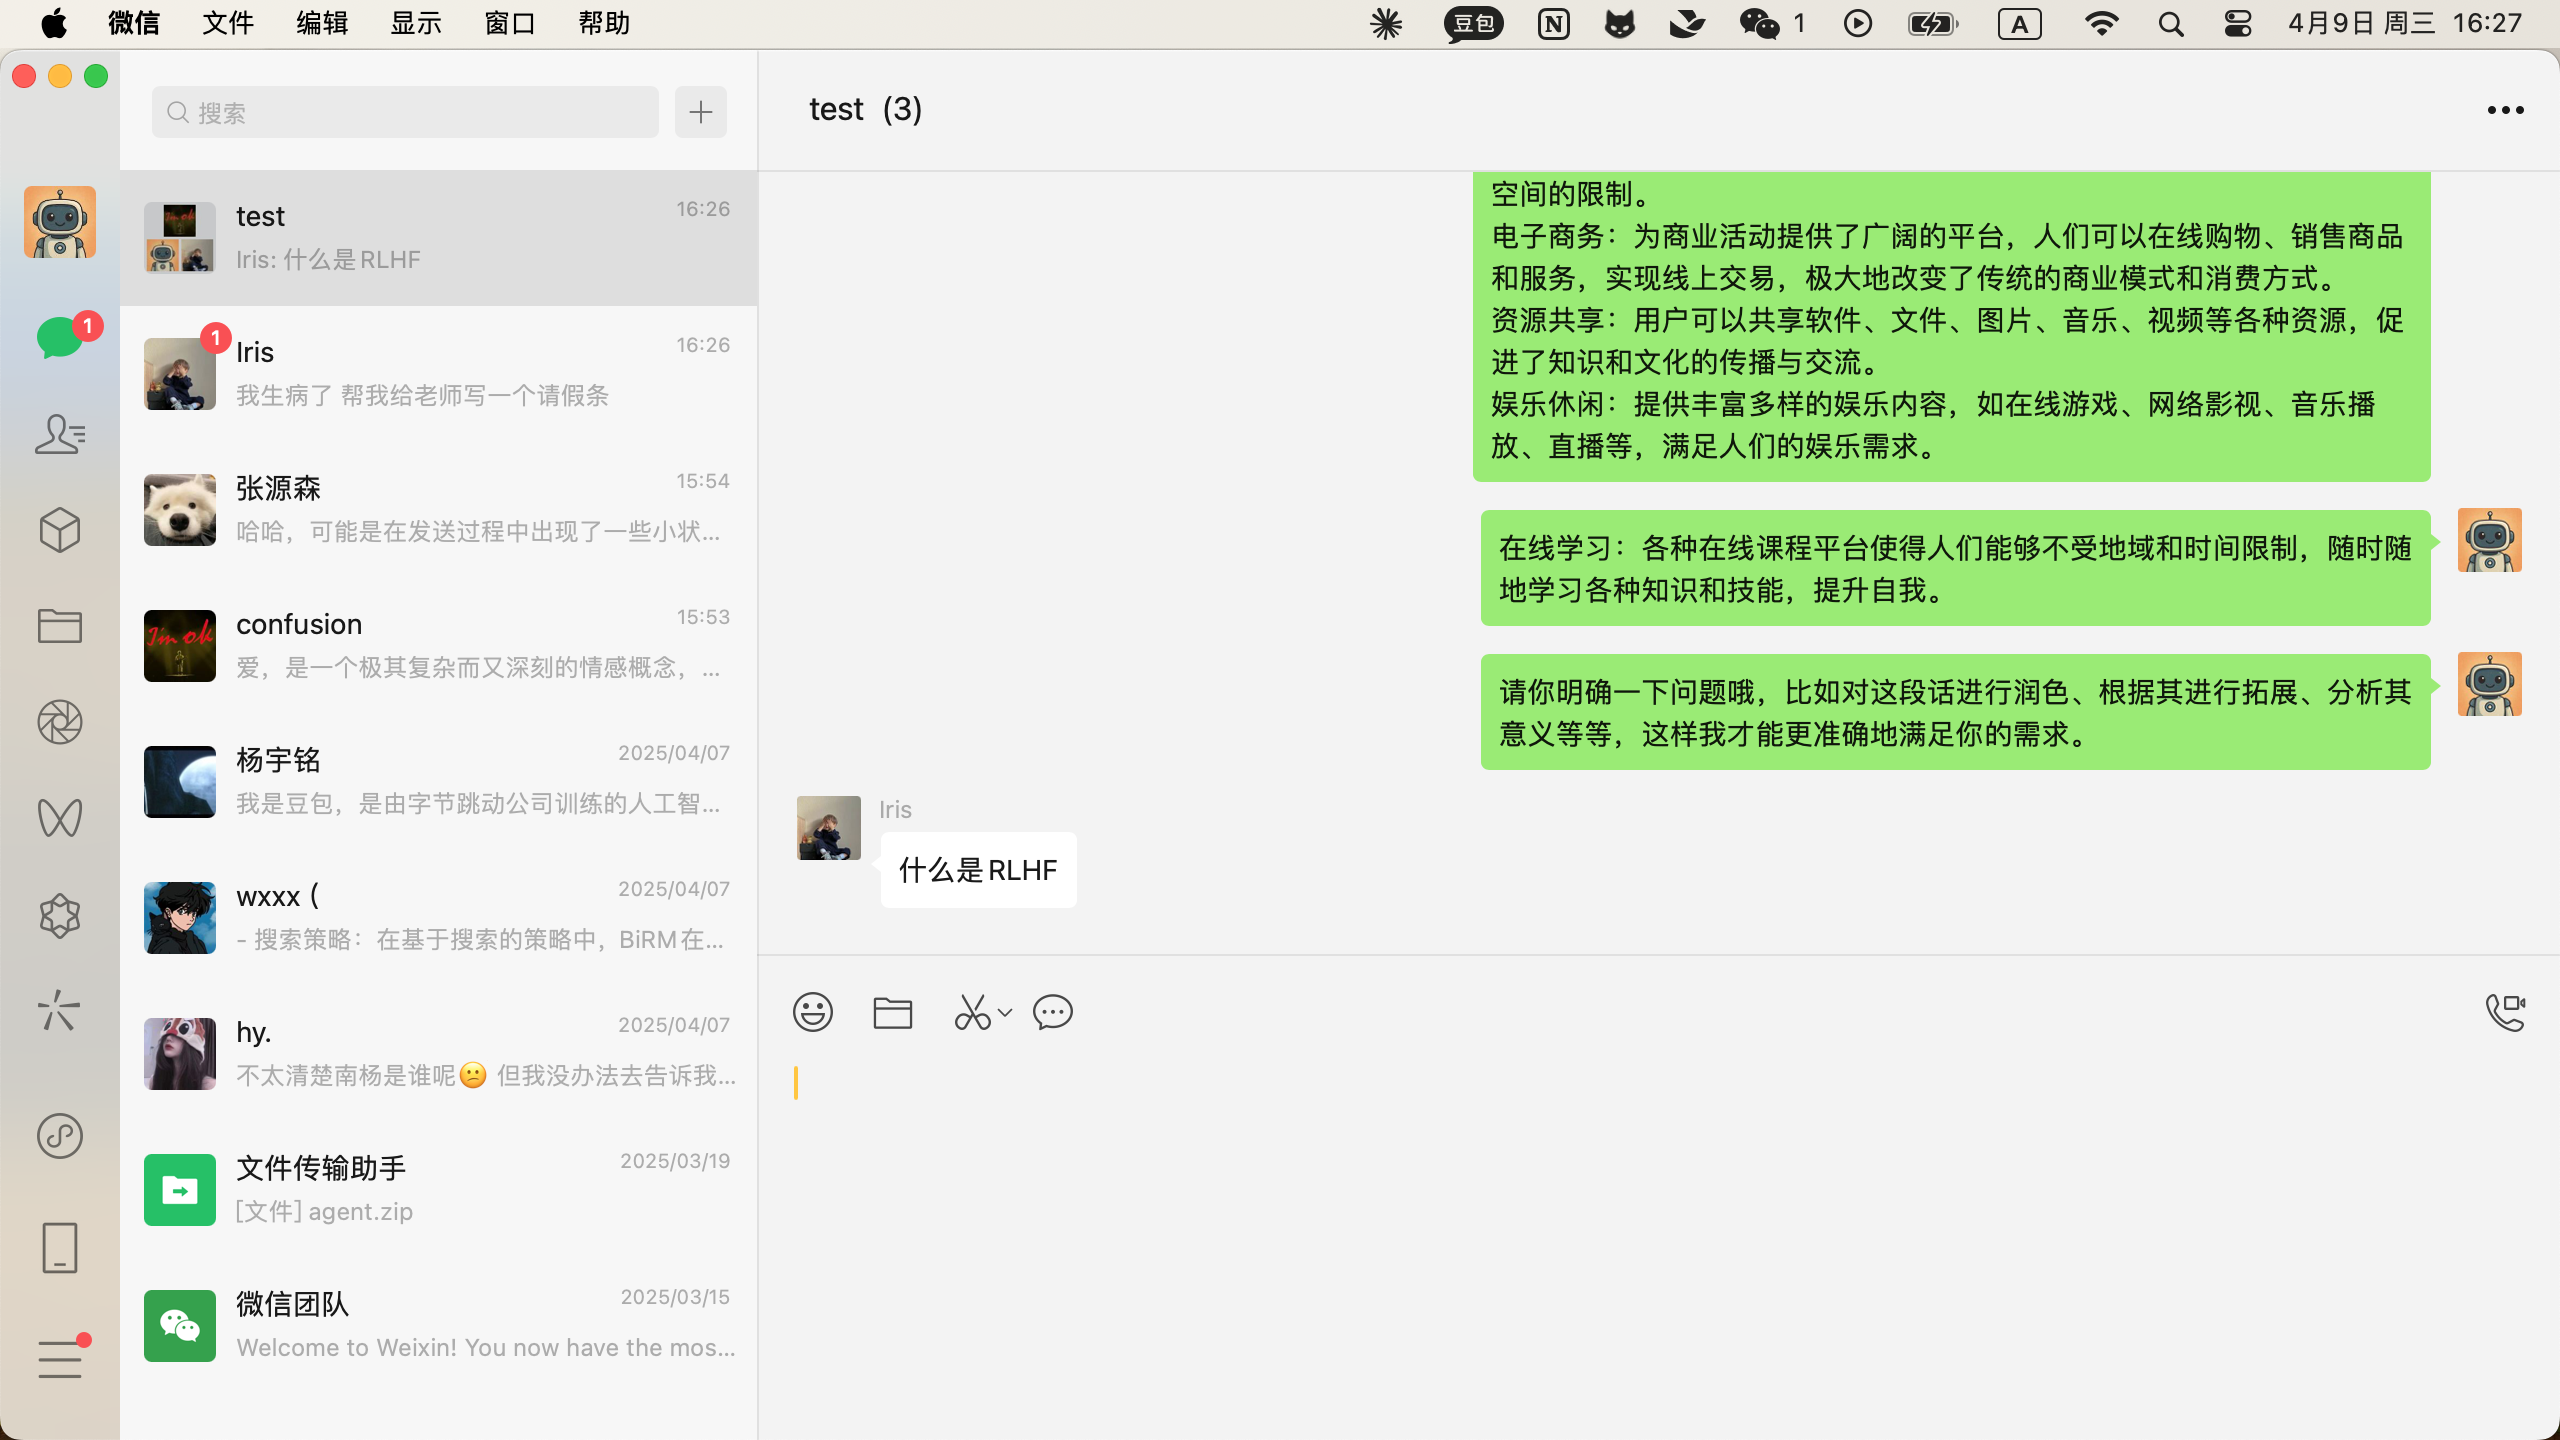 微信 文件 编辑 显示 窗口 帮助 豆包 N 1 A 4月9日 周三 16:27
搜索
test 16:26
Iris: 什么是RLHF
1
1
Iris 16:26
我生病了 帮我给老师写一个请假条
张源森 15:54
哈哈，可能是在发送过程中出现了一些小状...
I'm ok
confusion 15:53
爱，是一个极其复杂而又深刻的情感概念，...
杨宇铭 2025/04/07
我是豆包，是由字节跳动公司训练的人工智...
wxxx ( 2025/04/07
- 搜索策略：在基于搜索的策略中，BiRM在...
hy. 2025/04/07
不太清楚南杨是谁呢😕 但我没办法去告诉我...
文件传输助手 2025/03/19
[文件] agent.zip
微信团队 2025/03/15
Welcome to Weixin! You now have the mos...
test (3)
空间的限制。
电子商务：为商业活动提供了广阔的平台，人们可以在线购物、销售商品
和服务，实现线上交易，极大地改变了传统的商业模式和消费方式。
资源共享：用户可以共享软件、文件、图片、音乐、视频等各种资源，促
进了知识和文化的传播与交流。
娱乐休闲：提供丰富多样的娱乐内容，如在线游戏、网络影视、音乐播
放、直播等，满足人们的娱乐需求。
在线学习：各种在线课程平台使得人们能够不受地域和时间限制，随时随
地学习各种知识和技能，提升自我。
请你明确一下问题哦，比如对这段话进行润色、根据其进行拓展、分析其
意义等等，这样我才能更准确地满足你的需求。
Iris
什么是RLHF